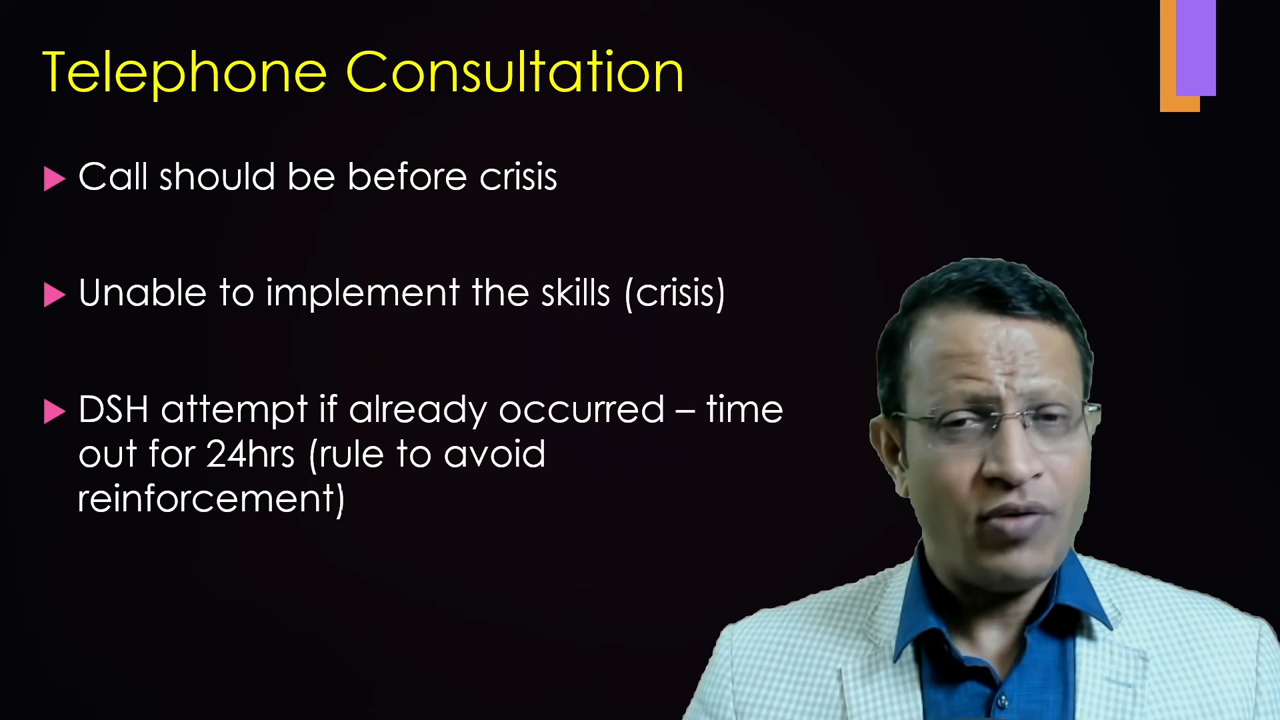 Telephone Consultation
Call should be before crisis
Unable to implement the skills (crisis)
DSH attempt if already occurred – time
out for 24hrs (rule to avoid
reinforcement)